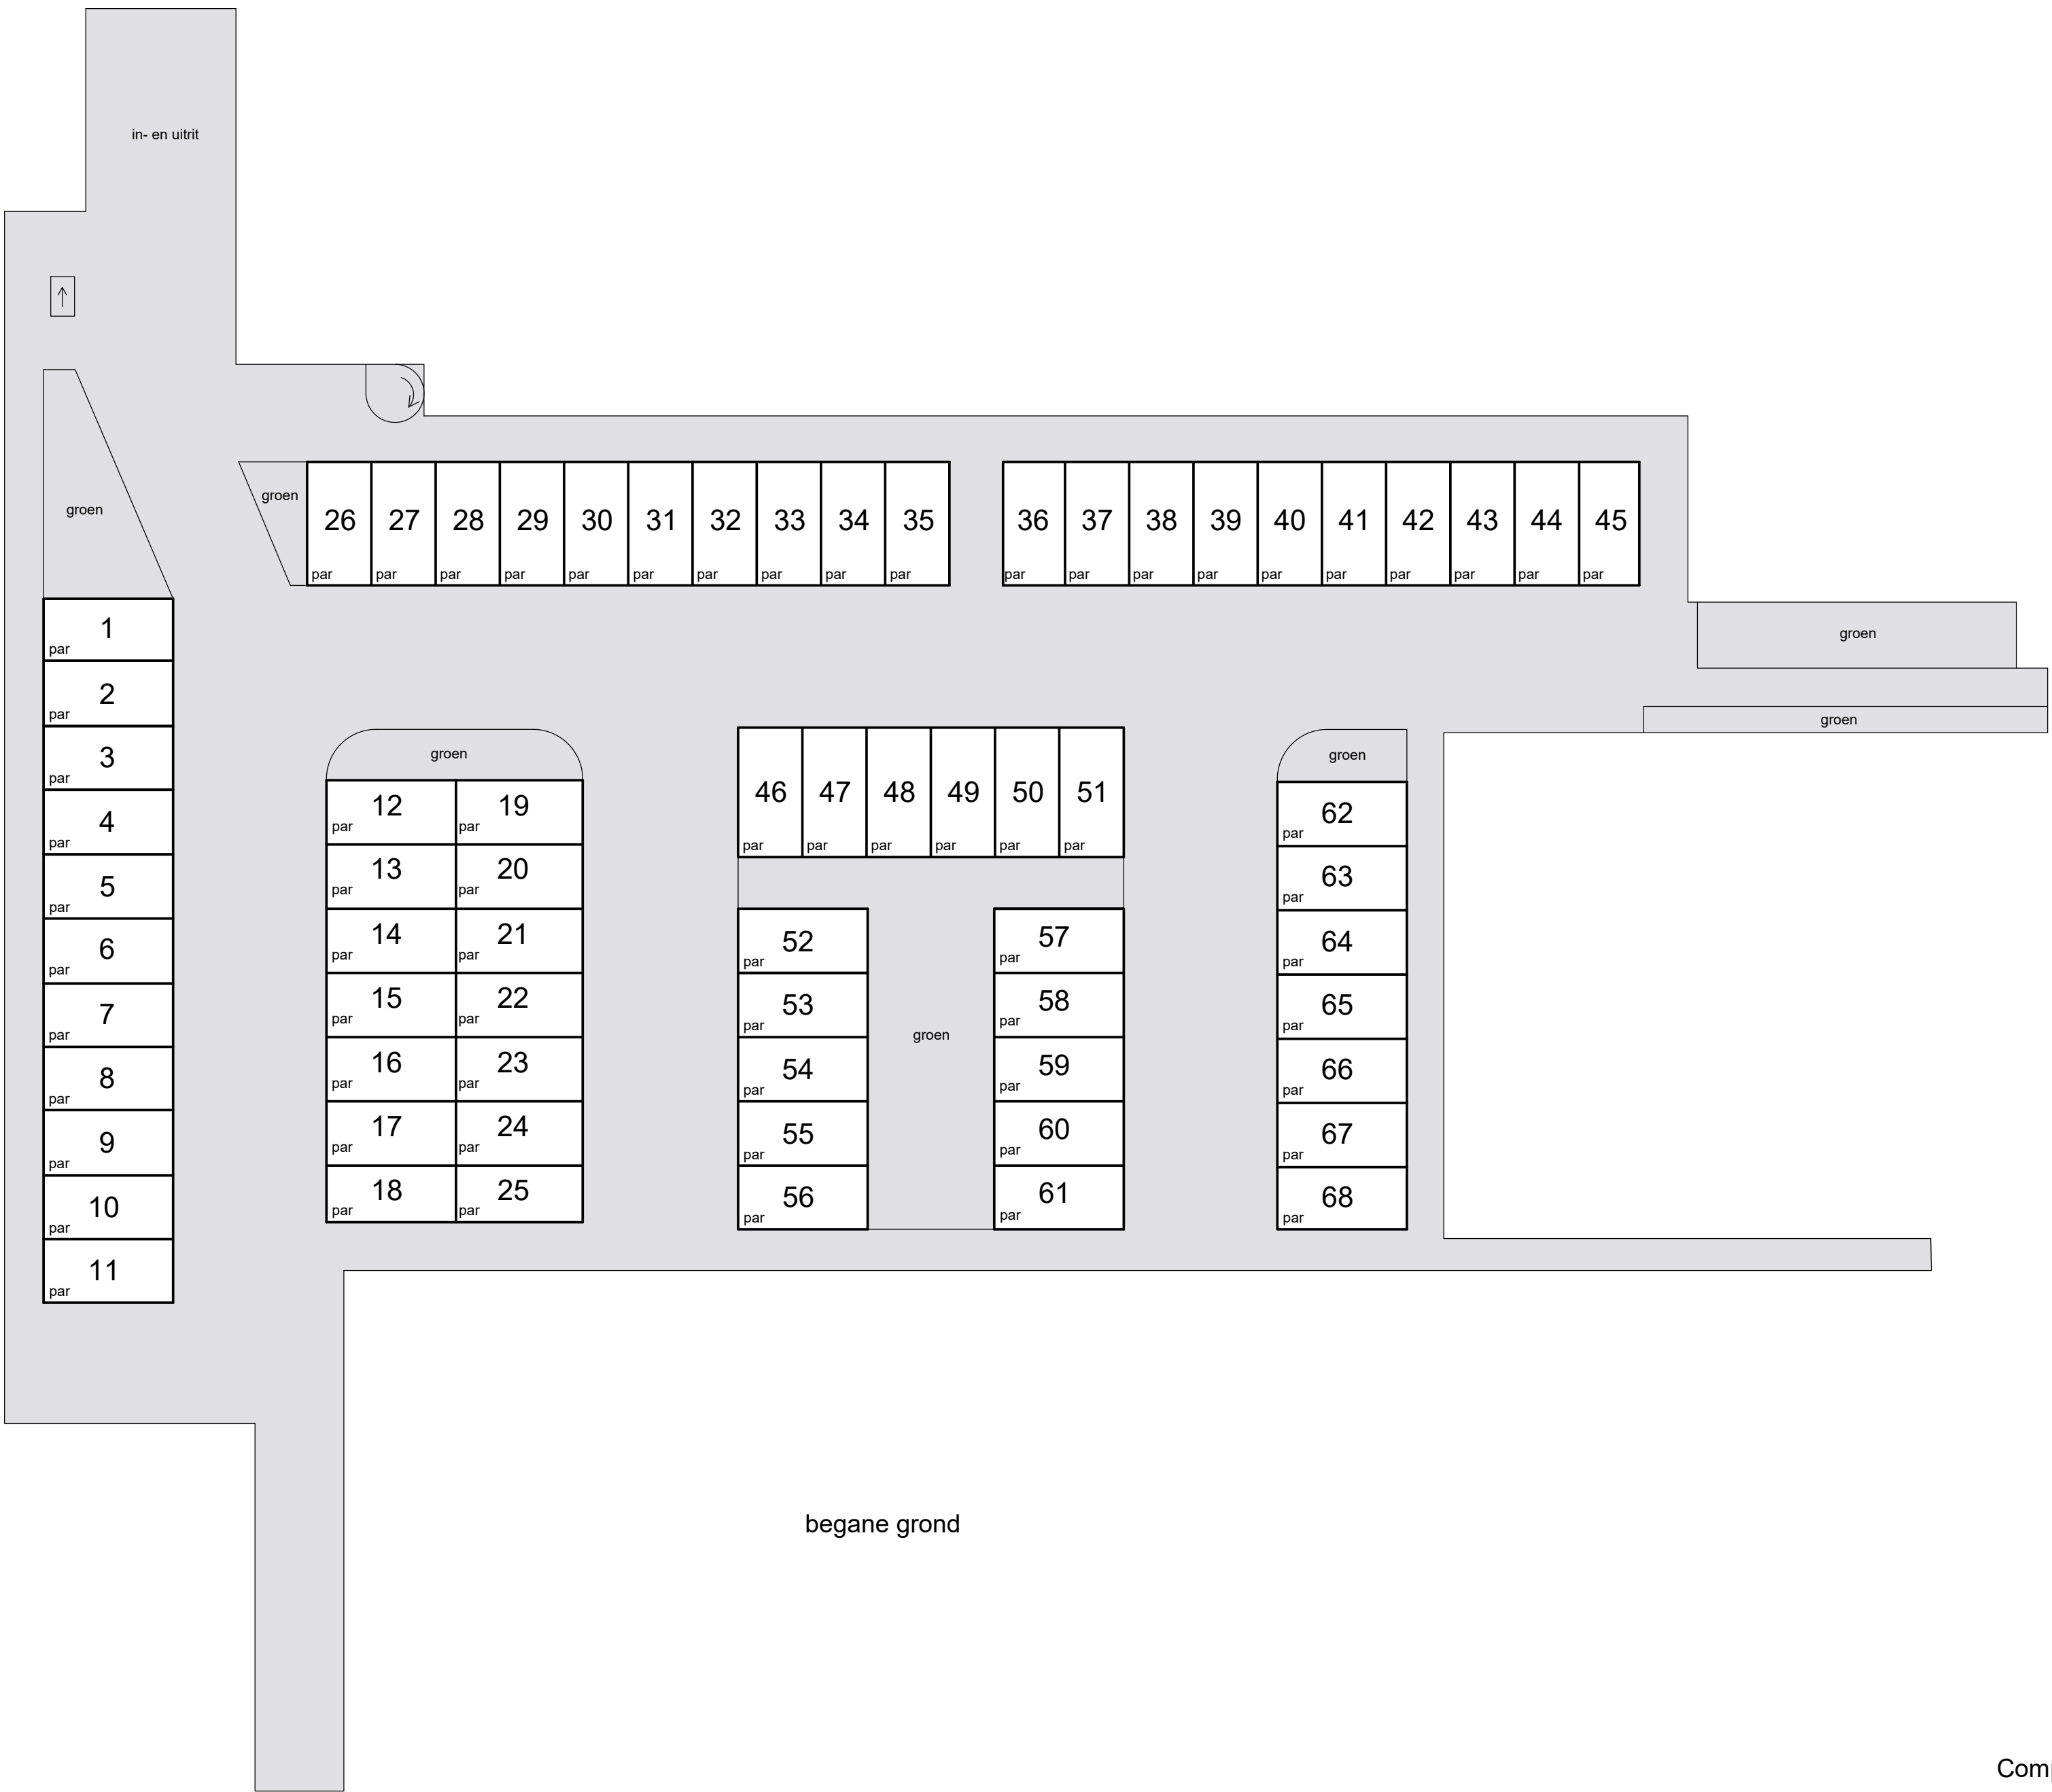 in- en uitrit
groen
groen
26 27 28 29 30 31 32 33 34 35 36 37 38 39 40 41 42 43 44 45
par par par par par par par par par par par par par par par par par par par par
1
par
2
par
3
par
4
par
5
par
6
par
7
par
8
par
9
par
10
par
11
par
groen
groen
groen
12 19
par par
13 20
par par
14 21
par par
15 22
par par
16 23
par par
17 24
par par
18 25
par par
46 47 48 49 50 51
par par par par par par
52 57
par par
53 58
par par
groen
54 59
par par
55 60
par par
56 61
par par
groen
62
par
63
par
64
par
65
par
66
par
67
par
68
par
begane grond